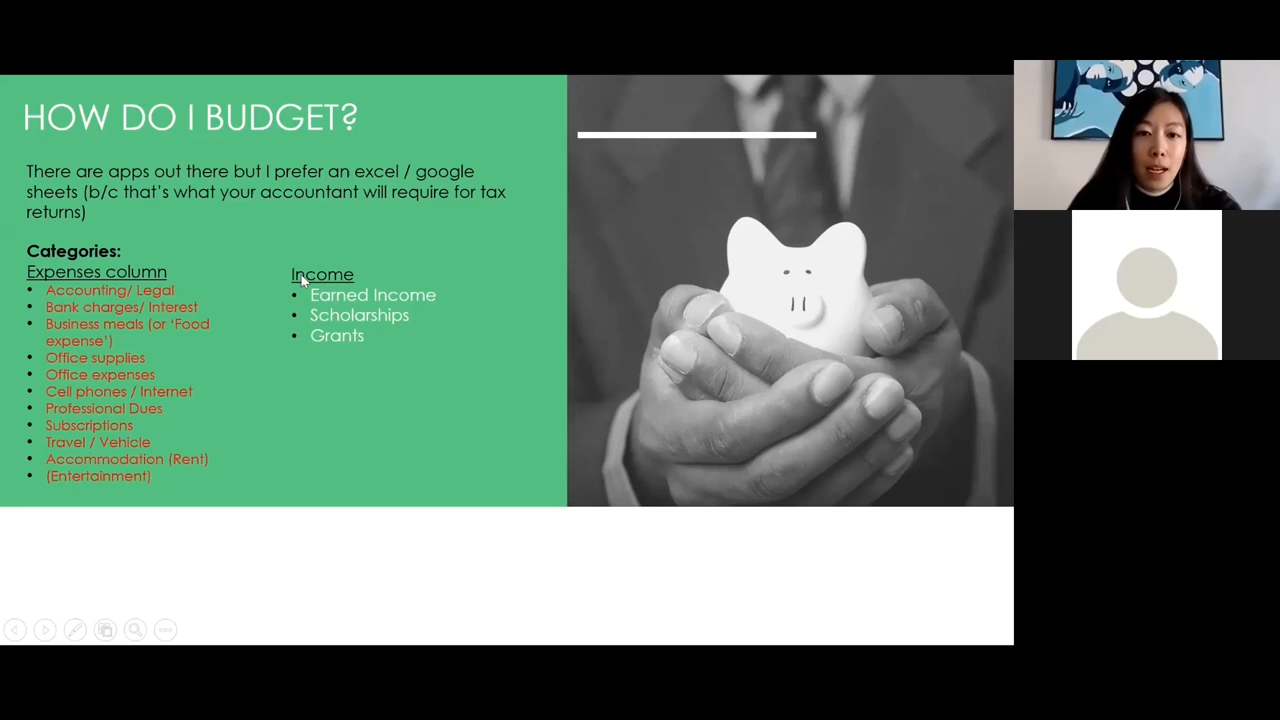 HOW DO I BUDGET?
There are apps out there but I prefer an excel / google
sheets (b/c that's what your accountant will require for tax
returns)
Categories:
Expenses column
• Accounting/ Legal
• Bank charges/ Interest
• Business meals (or 'Food
expense')
• Office supplies
• Office expenses
• Cell phones / Internet
• Professional Dues
• Subscriptions
• Travel / Vehicle
• Accommodation (Rent)
• (Entertainment)
Income
• Earned Income
• Scholarships
• Grants